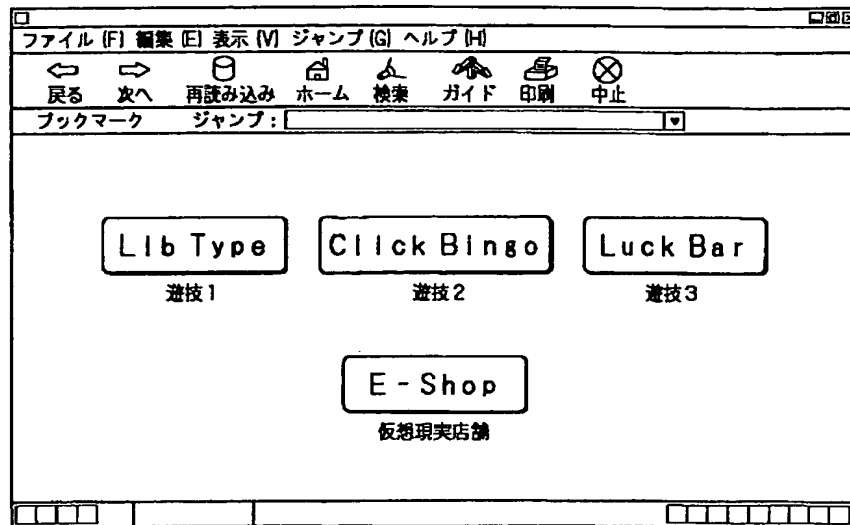 ファイル (F) 編集 (E) 表示 (V) ジャンプ (G) ヘルプ (H)
戻る 次へ 再読み込み ホーム 検索 ガイド 印刷 中止
ブックマーク ジャンプ:
Lib Type Click Bingo Luck Bar
遊技1 遊技2 遊技3
E-Shop
仮想現実店舗